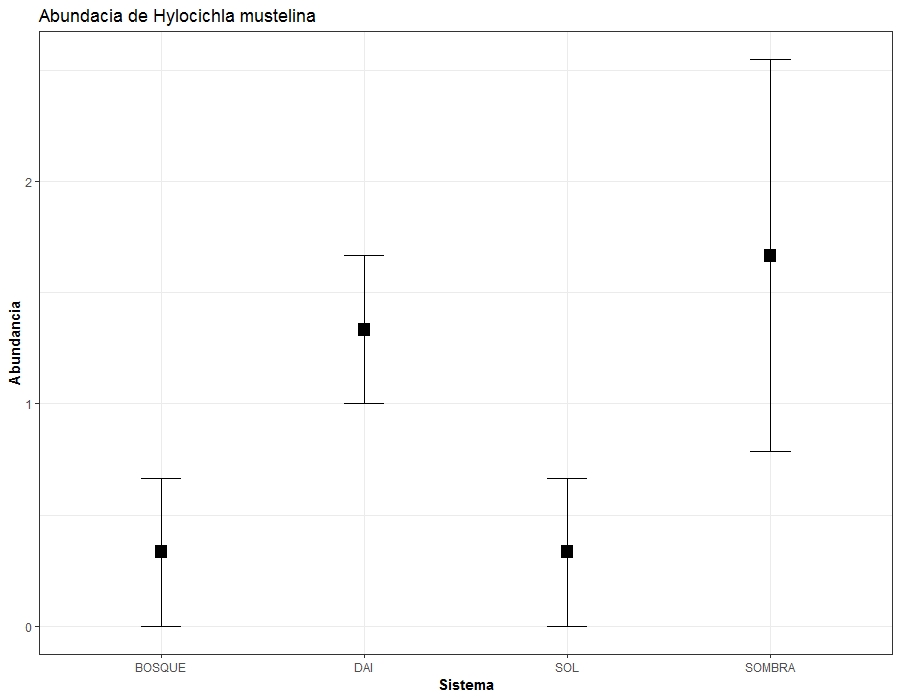 Abundacia de Hylocichla mustelina
Abundancia
2
1
0
BOSQUE DAI SOL SOMBRA
Sistema